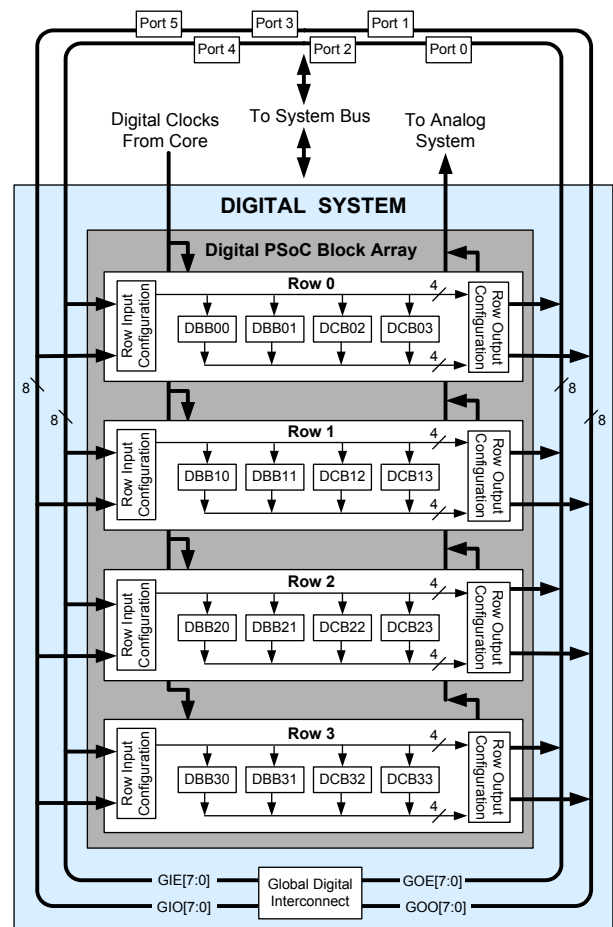 Port 5
Port 3
Port 1
Port 4
Port 2
Port 0
Digital Clocks
From Core
To System Bus
To Analog
System
DIGITAL SYSTEM
Digital PSoC Block Array
Row 0
Row Input
Configuration
4
DBB00
DBB01
DCB02
DCB03
4
Row Output
Configuration
8
8
8
8
Row 1
Row Input
Configuration
4
DBB10
DBB11
DCB12
DCB13
4
Row Output
Configuration
Row 2
Row Input
Configuration
4
DBB20
DBB21
DCB22
DCB23
4
Row Output
Configuration
Row 3
Row Input
Configuration
4
DBB30
DBB31
DCB32
DCB33
4
Row Output
Configuration
GIE[7:0]
GIO[7:0]
Global Digital
Interconnect
GOE[7:0]
GOO[7:0]